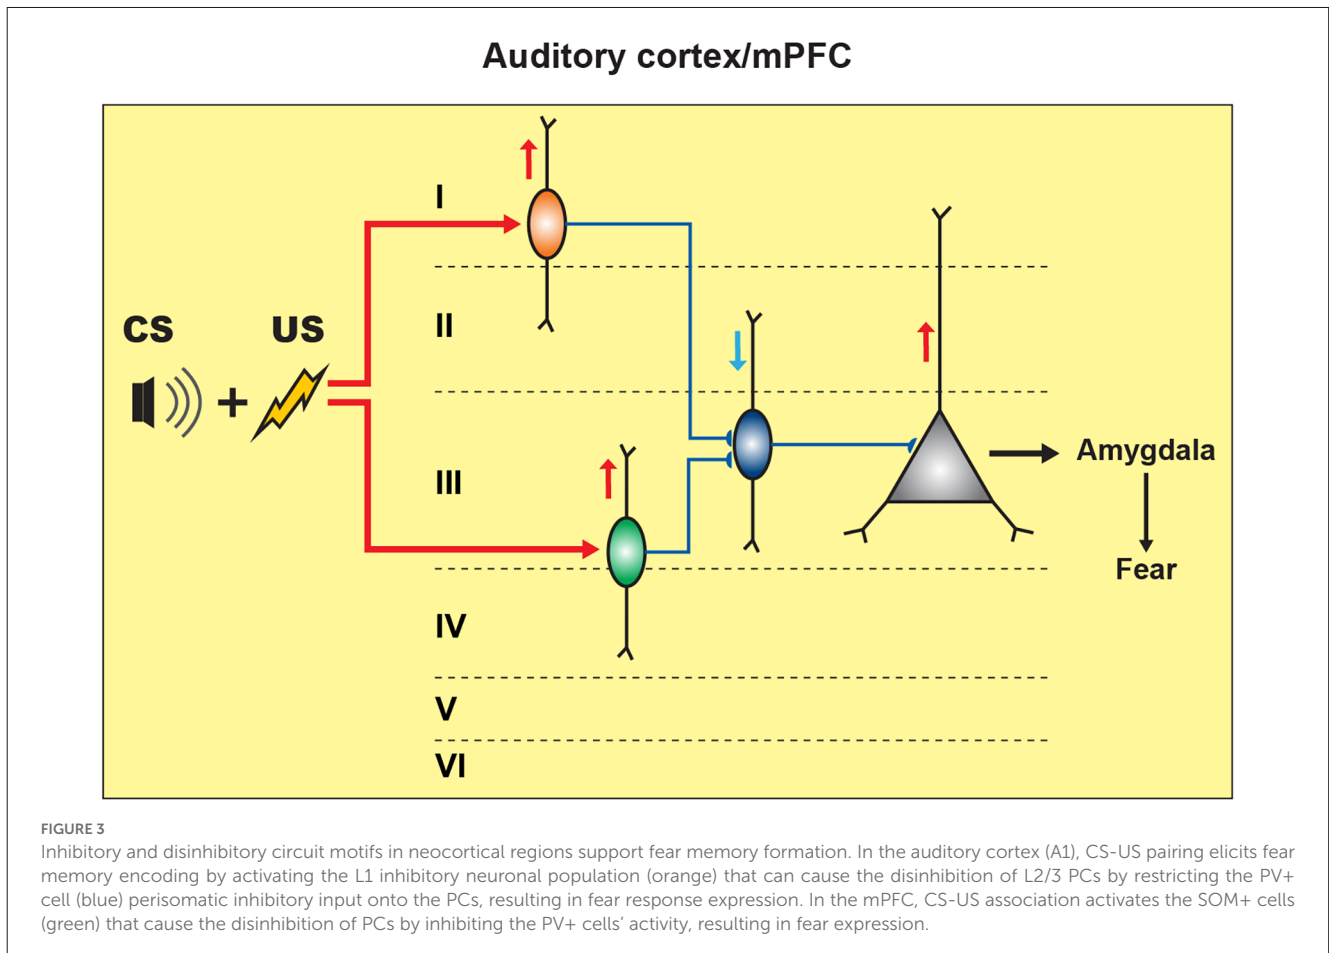 Auditory cortex/mPFC
I
CS
US
II
+
III
Amygdala
Fear
IV
V
VI
FIGURE 3
Inhibitory and disinhibitory circuit motifs in neocortical regions support fear memory formation. In the auditory cortex (A1), CS-US pairing elicits fear
memory encoding by activating the L1 inhibitory neuronal population (orange) that can cause the disinhibition of L2/3 PCs by restricting the PV+
cell (blue) perisomatic inhibitory input onto the PCs, resulting in fear response expression. In the mPFC, CS-US association activates the SOM+ cells
(green) that cause the disinhibition of PCs by inhibiting the PV+ cells’ activity, resulting in fear expression.